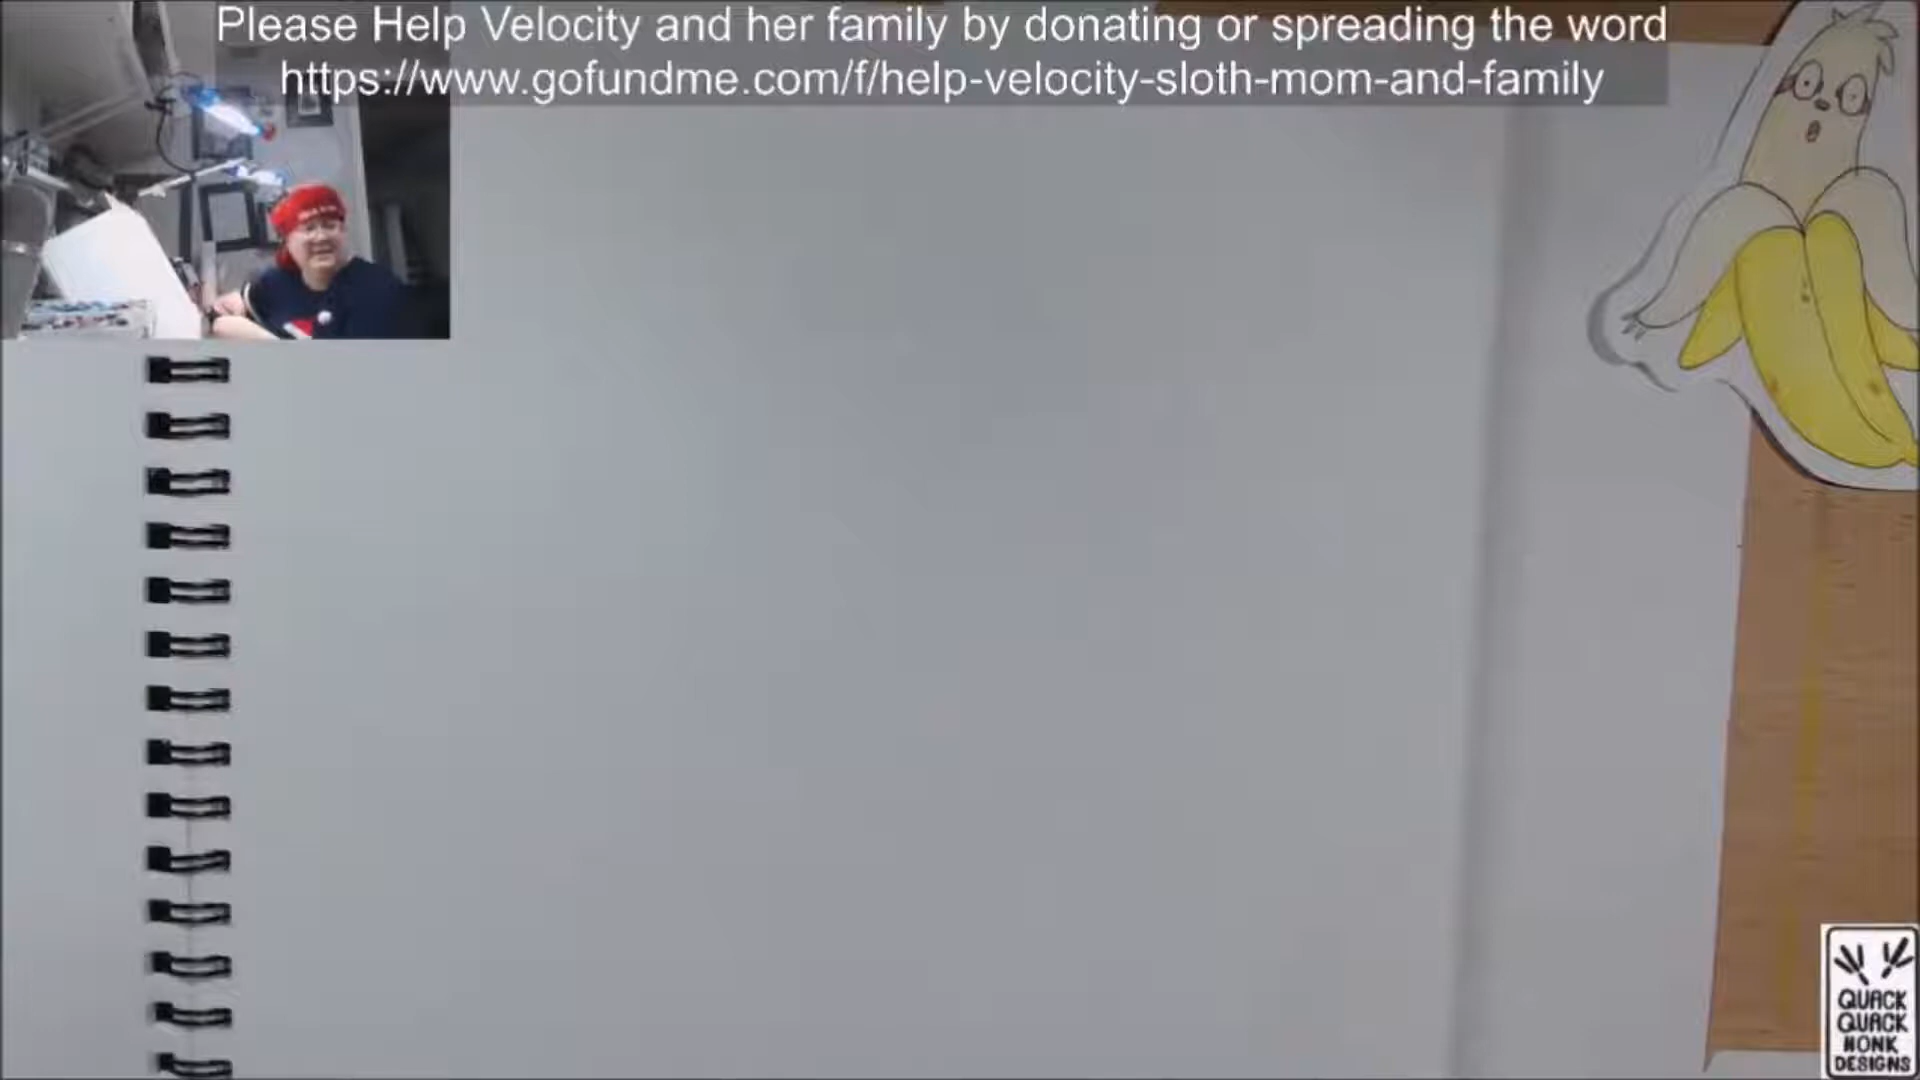 Please Help Velocity and her family by donating or spreading the word
https://www.gofundme.com/f/help-velocity-sloth-mom-and-family
QUACK
QUACK
HONK
DESIGNS